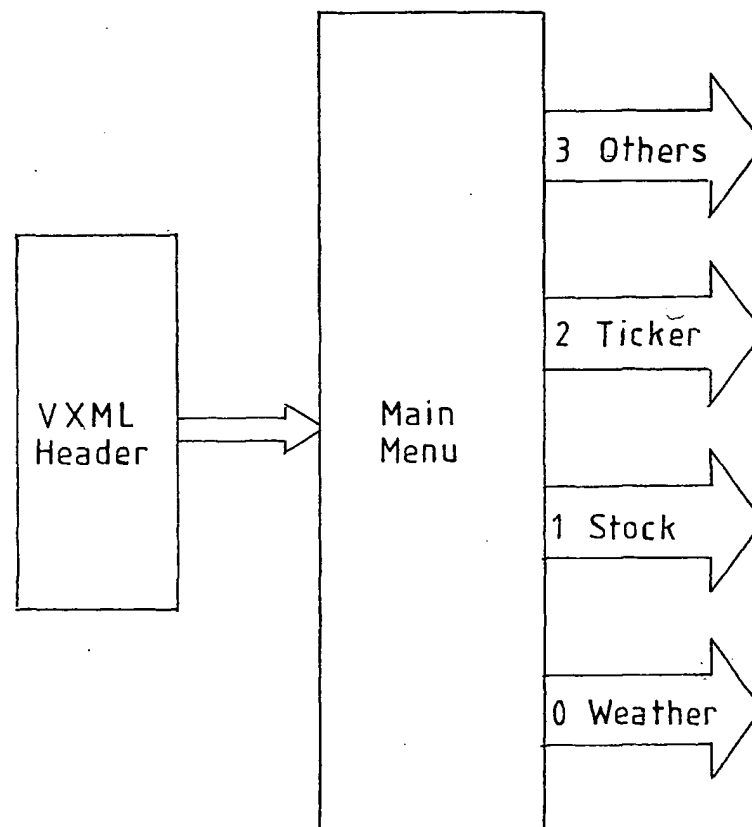 3 Others
2 Ticker
VXML
Header
Main
Menu
1 Stock
0 Weather